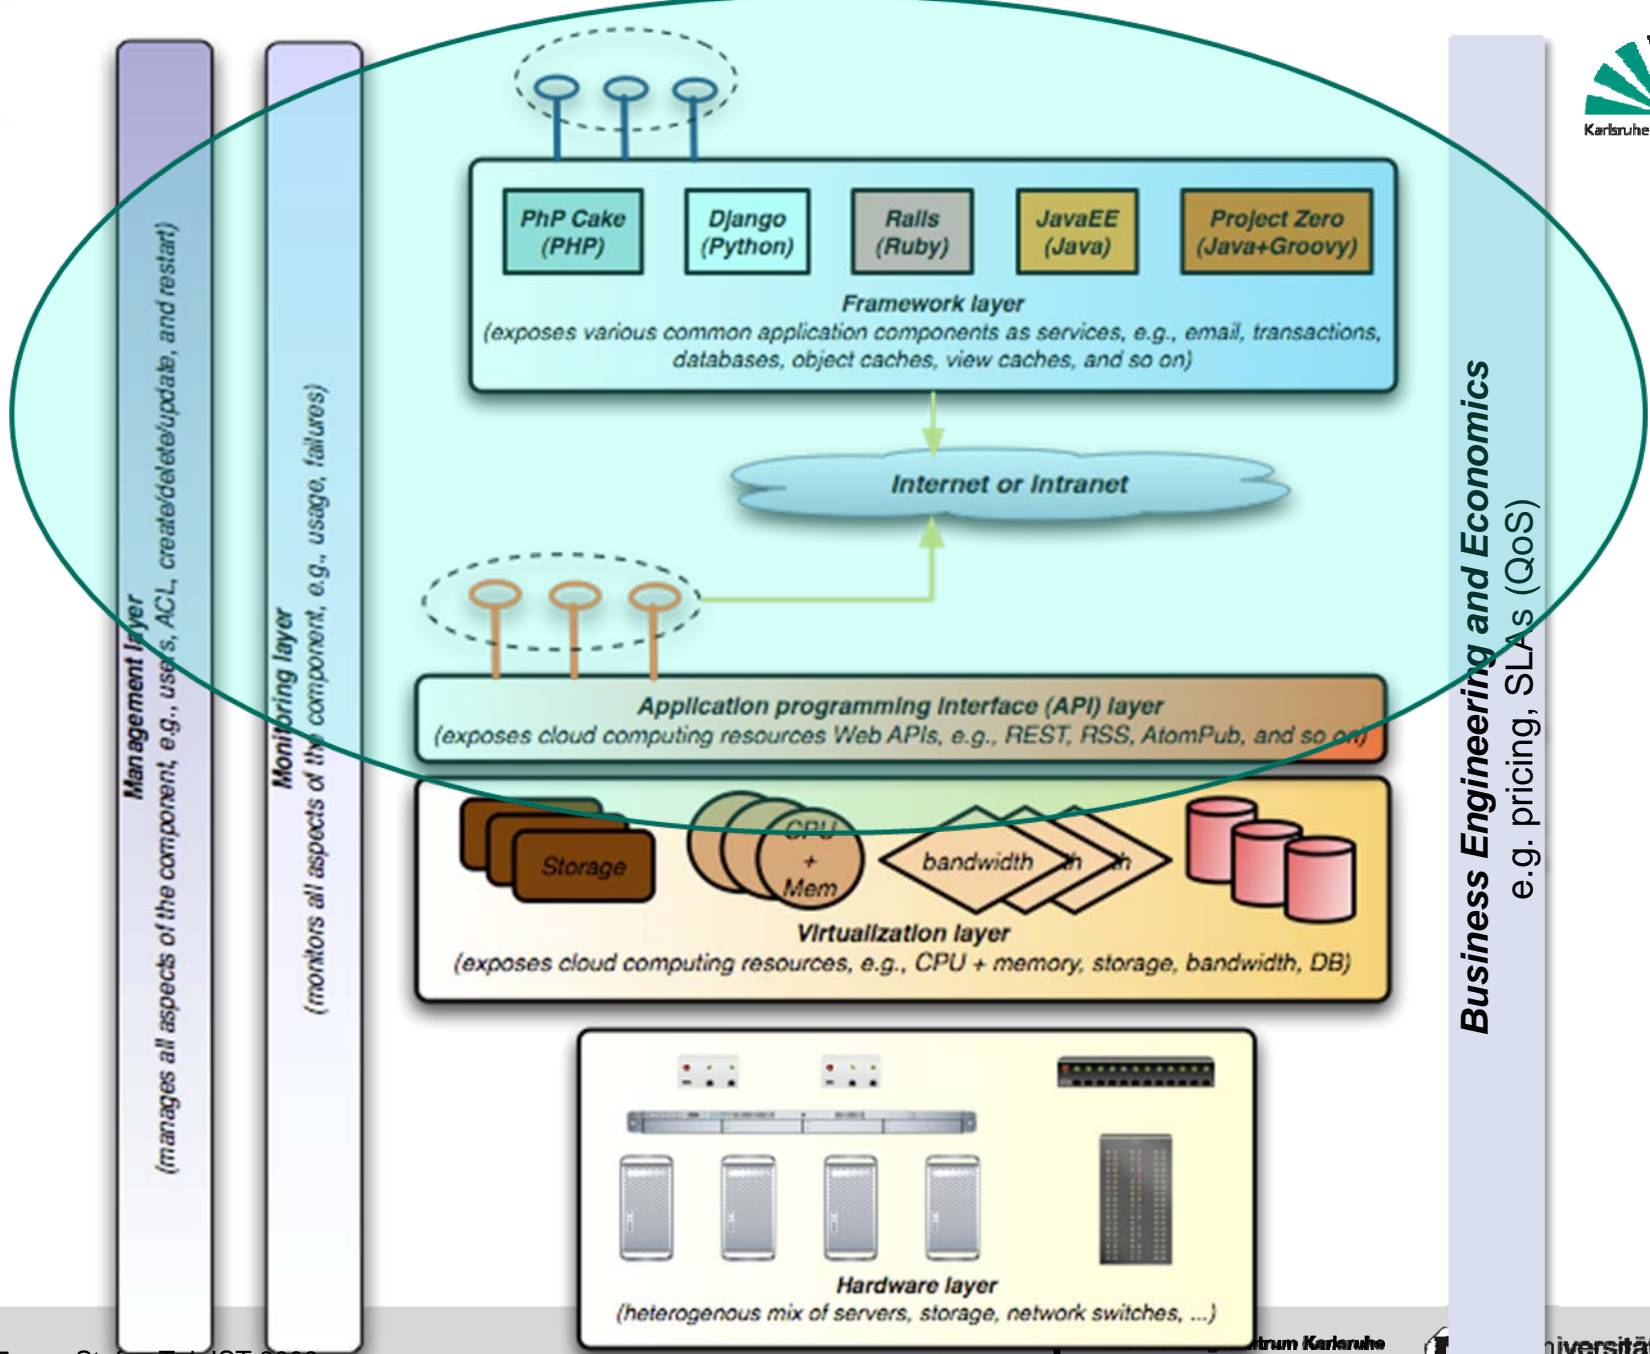 Management layer
(manages all aspects of the component, e.g., users, ACL, create/delete/update, and restart)
Monitoring layer
(monitors all aspects of the component, e.g., usage, failures)
PhP Cake
(PHP)
Django
(Python)
Rails
(Ruby)
JavaEE
(Java)
Project Zero
(Java+Groovy)
Framework layer
(exposes various common application components as services, e.g., email, transactions,
databases, object caches, view caches, and so on)
Internet or Intranet
Application programming Interface (API) layer
(exposes cloud computing resources Web APIs, e.g., REST, RSS, AtomPub, and so on)
Storage
CPU
+
Mem
bandwidth
Virtualization layer
(exposes cloud computing resources, e.g., CPU + memory, storage, bandwidth, DB)
Hardware layer
(heterogenous mix of servers, storage, network switches, ...)
Business Engineering and Economics
e.g. pricing, SLAs (QoS)
Karlsruhe
Karlsruhe